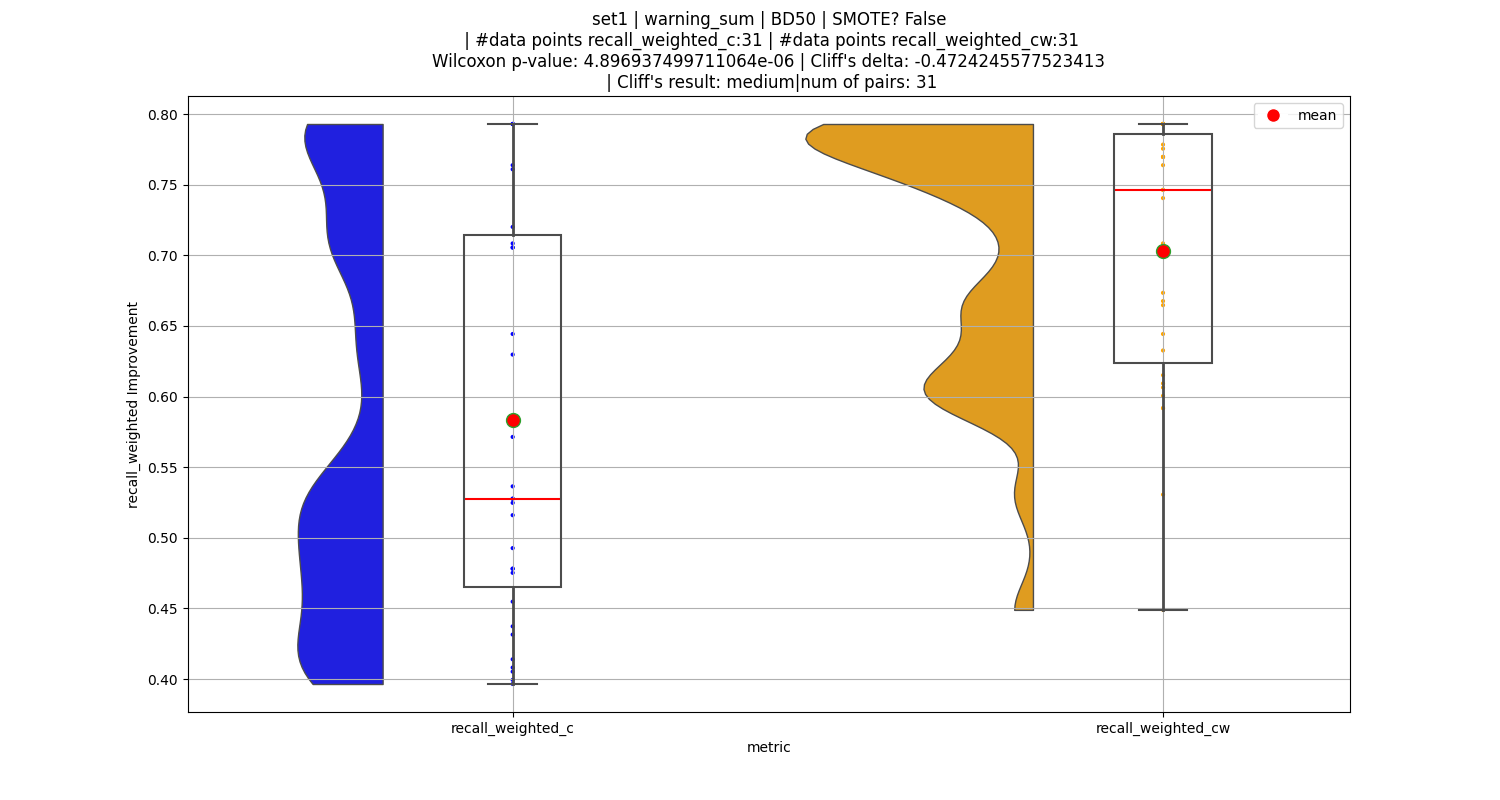 set1 | warning_sum | BD50 | SMOTE? False
| #data points recall_weighted_c:31 | #data points recall_weighted_cw:31
Wilcoxon p-value: 4.896937499711064e-06 | Cliff's delta: -0.4724245577523413
| Cliff's result: medium|num of pairs: 31
mean
0.80
0.75
0.70
0.65
0.60
0.55
0.50
0.45
0.40
recall_weighted Improvement
recall_weighted_c
recall_weighted_cw
metric